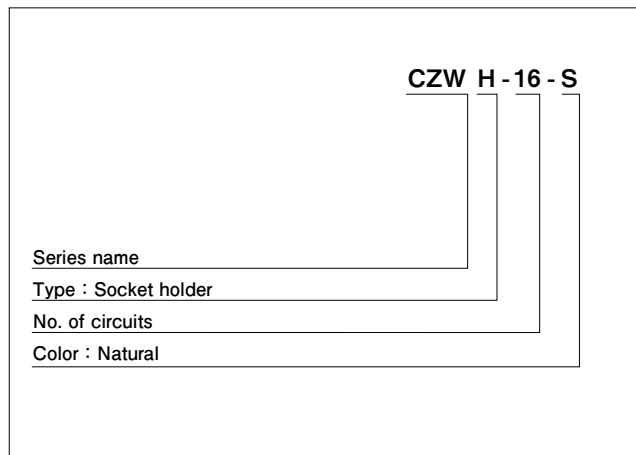 CZW H - 16 - S
Series name
Type：Socket holder
No. of circuits
Color：Natural